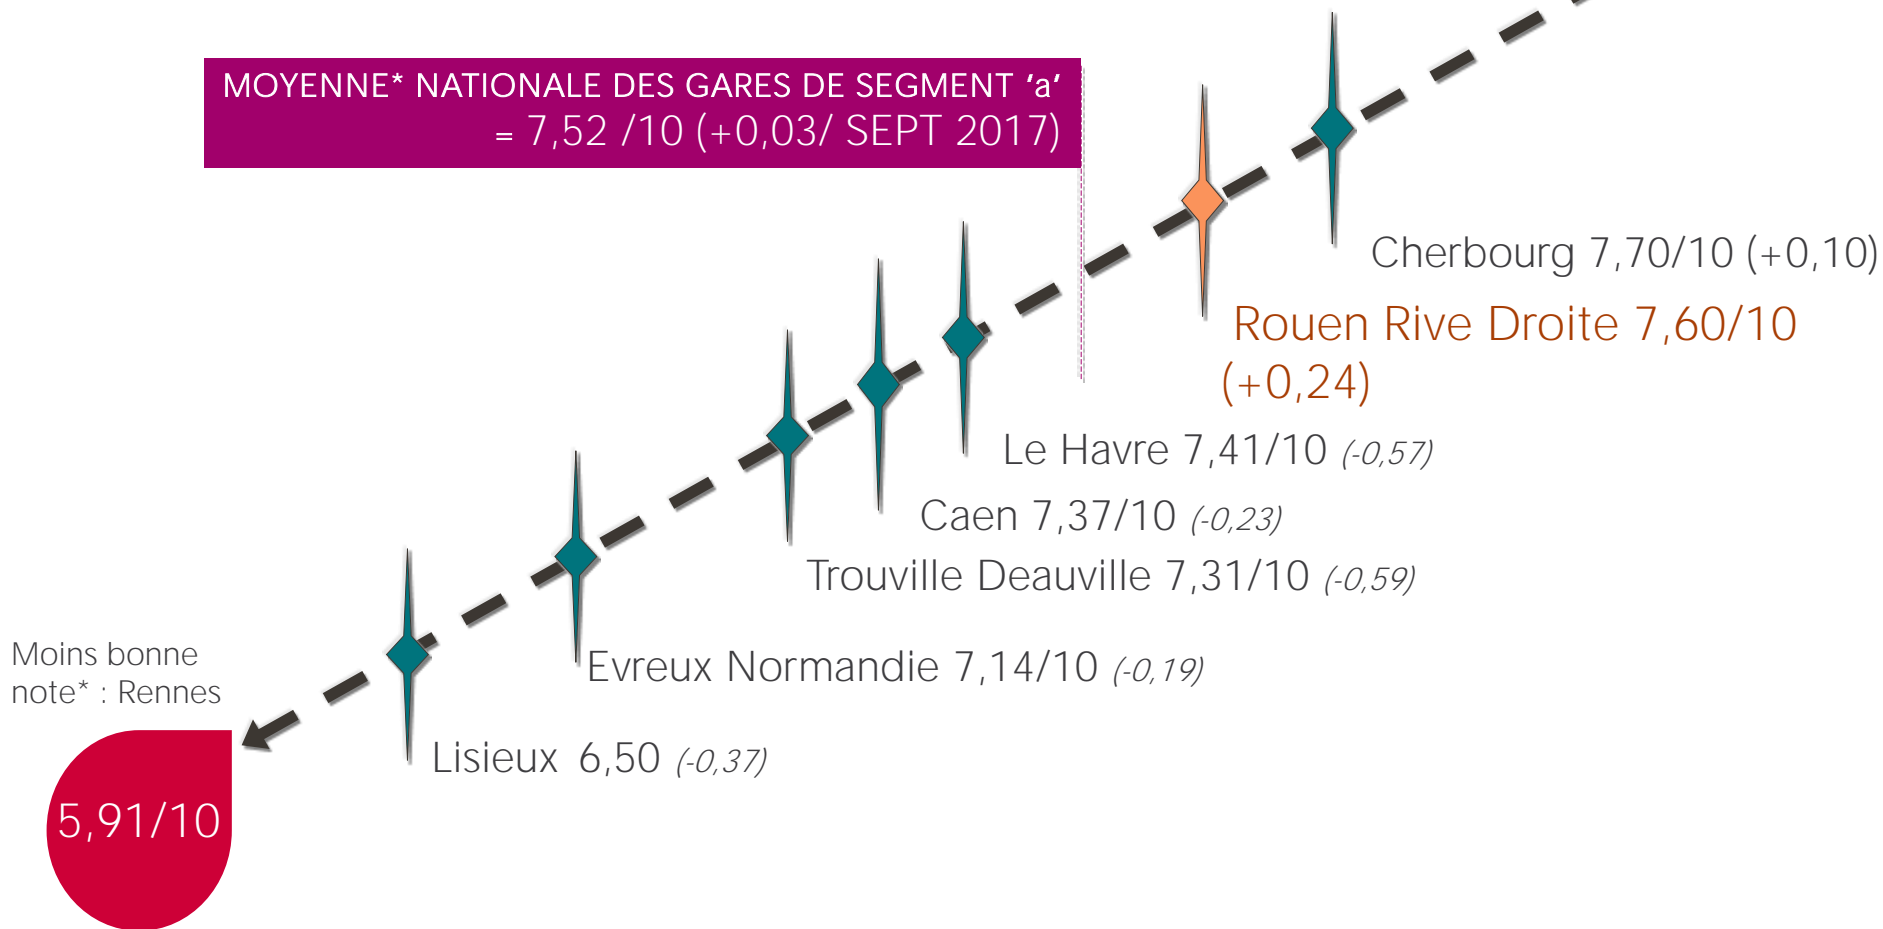 MOYENNE* NATIONALE DES GARES DE SEGMENT 'a'
= 7,52 /10 (+0,03/ SEPT 2017)
Cherbourg 7,70/10 (+0,10)
Rouen Rive Droite 7,60/10
(+0,24)
Le Havre 7,41/10 (-0,57)
Caen 7,37/10 (-0,23)
Trouville Deauville 7,31/10 (-0,59)
Evreux Normandie 7,14/10 (-0,19)
Lisieux 6,50 (-0,37)
Moins bonne
note* : Rennes
5,91/10